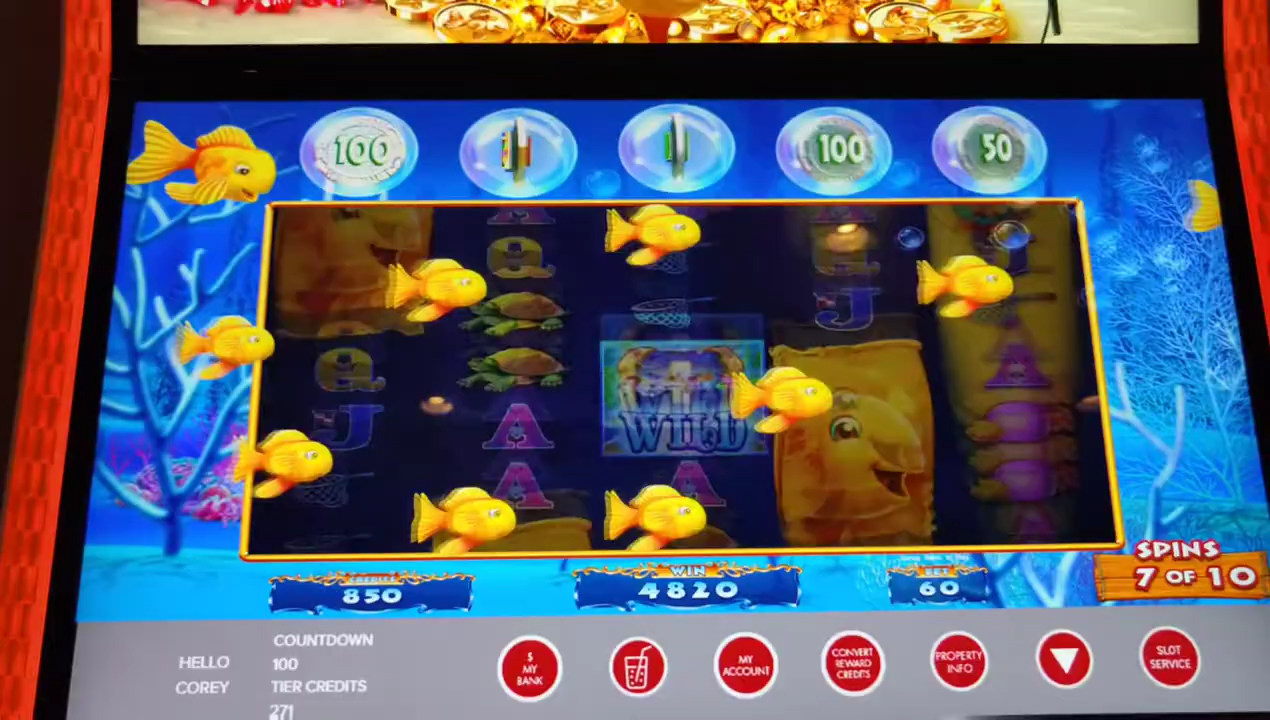 100
100
50
Q
J
Q
J
A
A
A
A
WILD
WILD
SPINS
7 OF 10
CREDITS
850
WIN
4820
BET
60
COUNTDOWN
HELLO
100
COREY
TIER CREDITS
271
$
MY
BANK
MY
ACCOUNT
CONVERT
REWARD
CREDITS
PROPERTY
INFO
SLOT
SERVICE